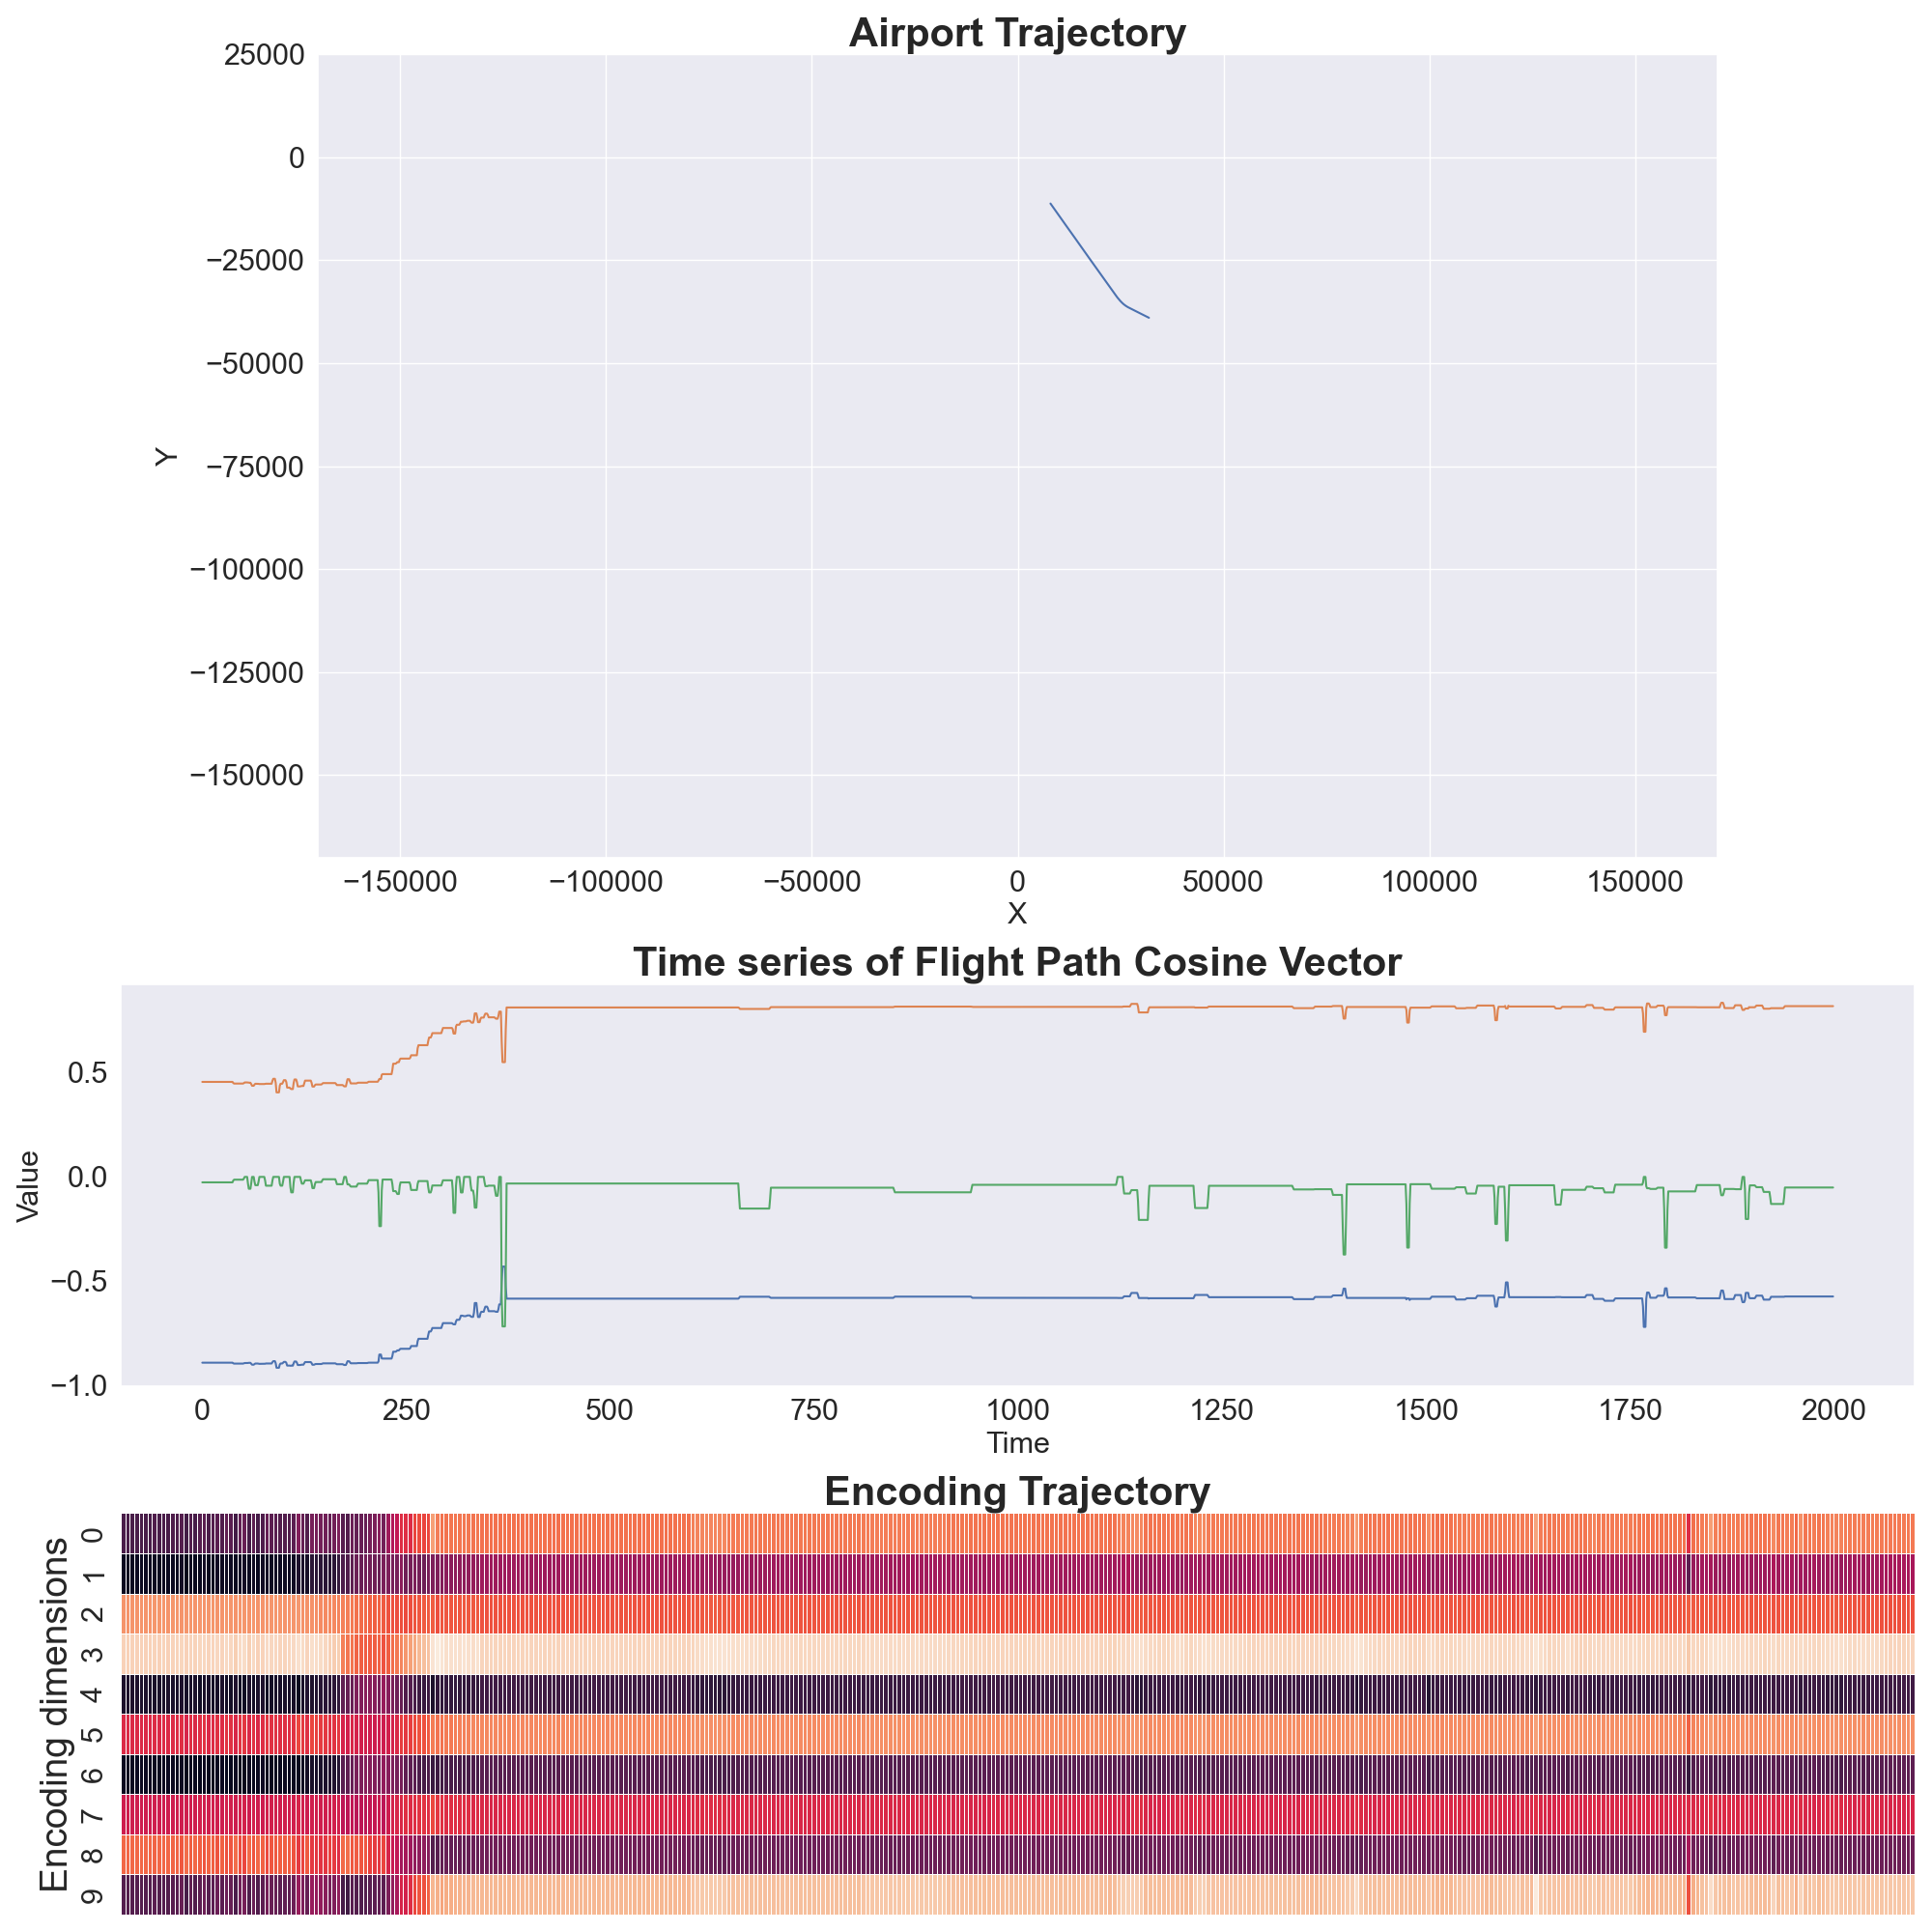 Airport Trajectory
25000
0
−25000
−50000
−75000
−100000
−125000
−150000
Y
−150000 −100000 −50000 0 50000 100000 150000
X
Time series of Flight Path Cosine Vector
0.5
0.0
−0.5
−1.0
Value
0 250 500 750 1000 1250 1500 1750 2000
Time
Encoding Trajectory
Encoding dimensions
0
1
2
3
4
5
6
7
8
9